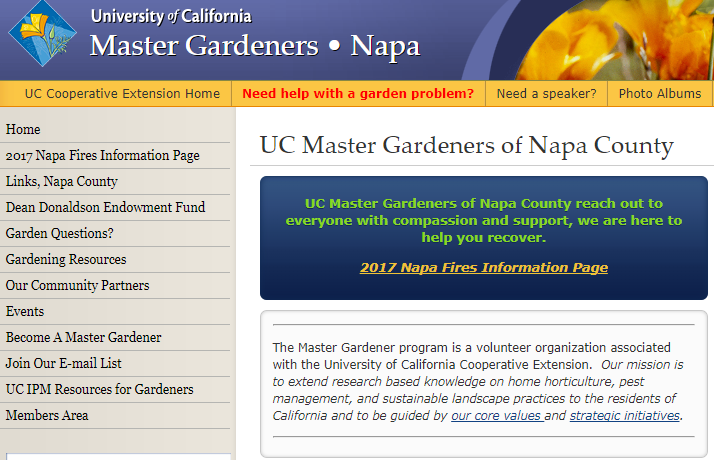 University of California
Master Gardeners • Napa
UC Cooperative Extension Home
Need help with a garden problem?
Need a speaker?
Photo Albums
Home
2017 Napa Fires Information Page
Links, Napa County
Dean Donaldson Endowment Fund
Garden Questions?
Gardening Resources
Our Community Partners
Events
Become A Master Gardener
Join Our E-mail List
UC IPM Resources for Gardeners
Members Area
UC Master Gardeners of Napa County
UC Master Gardeners of Napa County reach out to
everyone with compassion and support, we are here to
help you recover.
2017 Napa Fires Information Page
The Master Gardener program is a volunteer organization associated
with the University of California Cooperative Extension.  Our mission is
to extend research based knowledge on home horticulture, pest
management, and sustainable landscape practices to the residents of
California and to be guided by our core values and strategic initiatives.